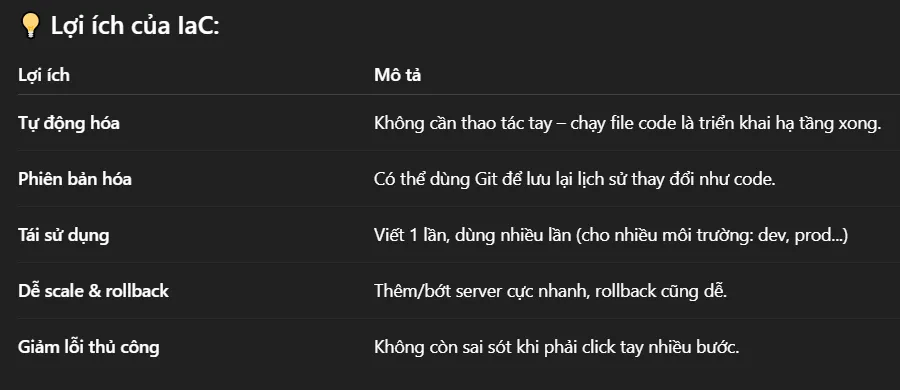 💡 Lợi ích của IaC:
Lợi ích Mô tả
Tự động hóa Không cần thao tác tay – chạy file code là triển khai hạ tầng xong.
Phiên bản hóa Có thể dùng Git để lưu lại lịch sử thay đổi như code.
Tái sử dụng Viết 1 lần, dùng nhiều lần (cho nhiều môi trường: dev, prod...)
Dễ scale & rollback Thêm/bớt server cực nhanh, rollback cũng dễ.
Giảm lỗi thủ công Không còn sai sót khi phải click tay nhiều bước.